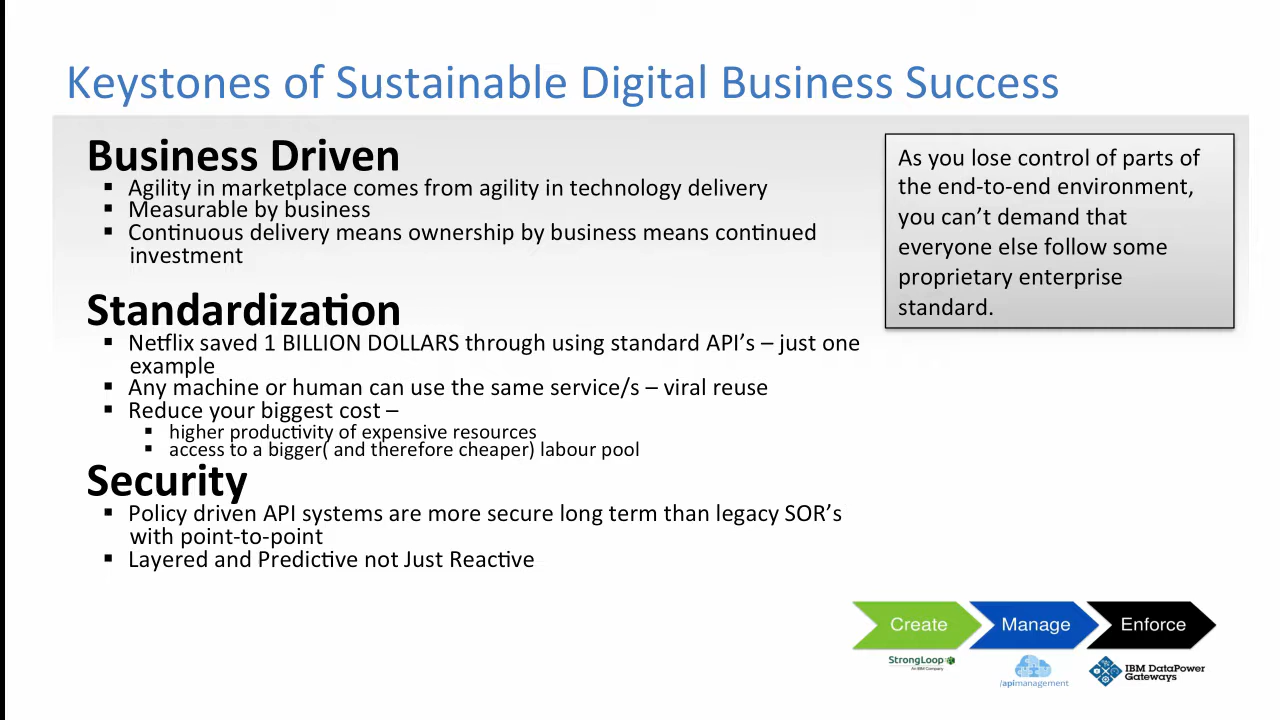 Keystones of Sustainable Digital Business Success
Business Driven
▪ Agility in marketplace comes from agility in technology delivery
▪ Measurable by business
▪ Continuous delivery means ownership by business means continued
investment
Standardization
▪ Netflix saved 1 BILLION DOLLARS through using standard API’s – just one
example
▪ Any machine or human can use the same service/s – viral reuse
▪ Reduce your biggest cost –
▪ higher productivity of expensive resources
▪ access to a bigger( and therefore cheaper) labour pool
Security
▪ Policy driven API systems are more secure long term than legacy SOR’s
with point-to-point
▪ Layered and Predictive not Just Reactive
As you lose control of parts of
the end-to-end environment,
you can’t demand that
everyone else follow some
proprietary enterprise
standard.
Create
Manage
Enforce
StrongLoop
An IBM Company
/apimanagement
IBM DataPower
Gateways